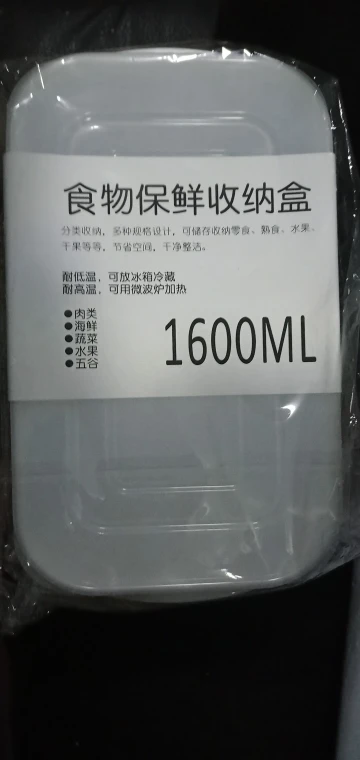 食物保鲜收纳盒
分类收纳，多种规格设计，可储存收纳零食、熟食、水果、
干果等等，节省空间，干净整洁。
耐低温，可放冰箱冷藏
耐高温，可用微波炉加热
●肉类
●海鲜
●蔬菜
●水果
●五谷
1600ML